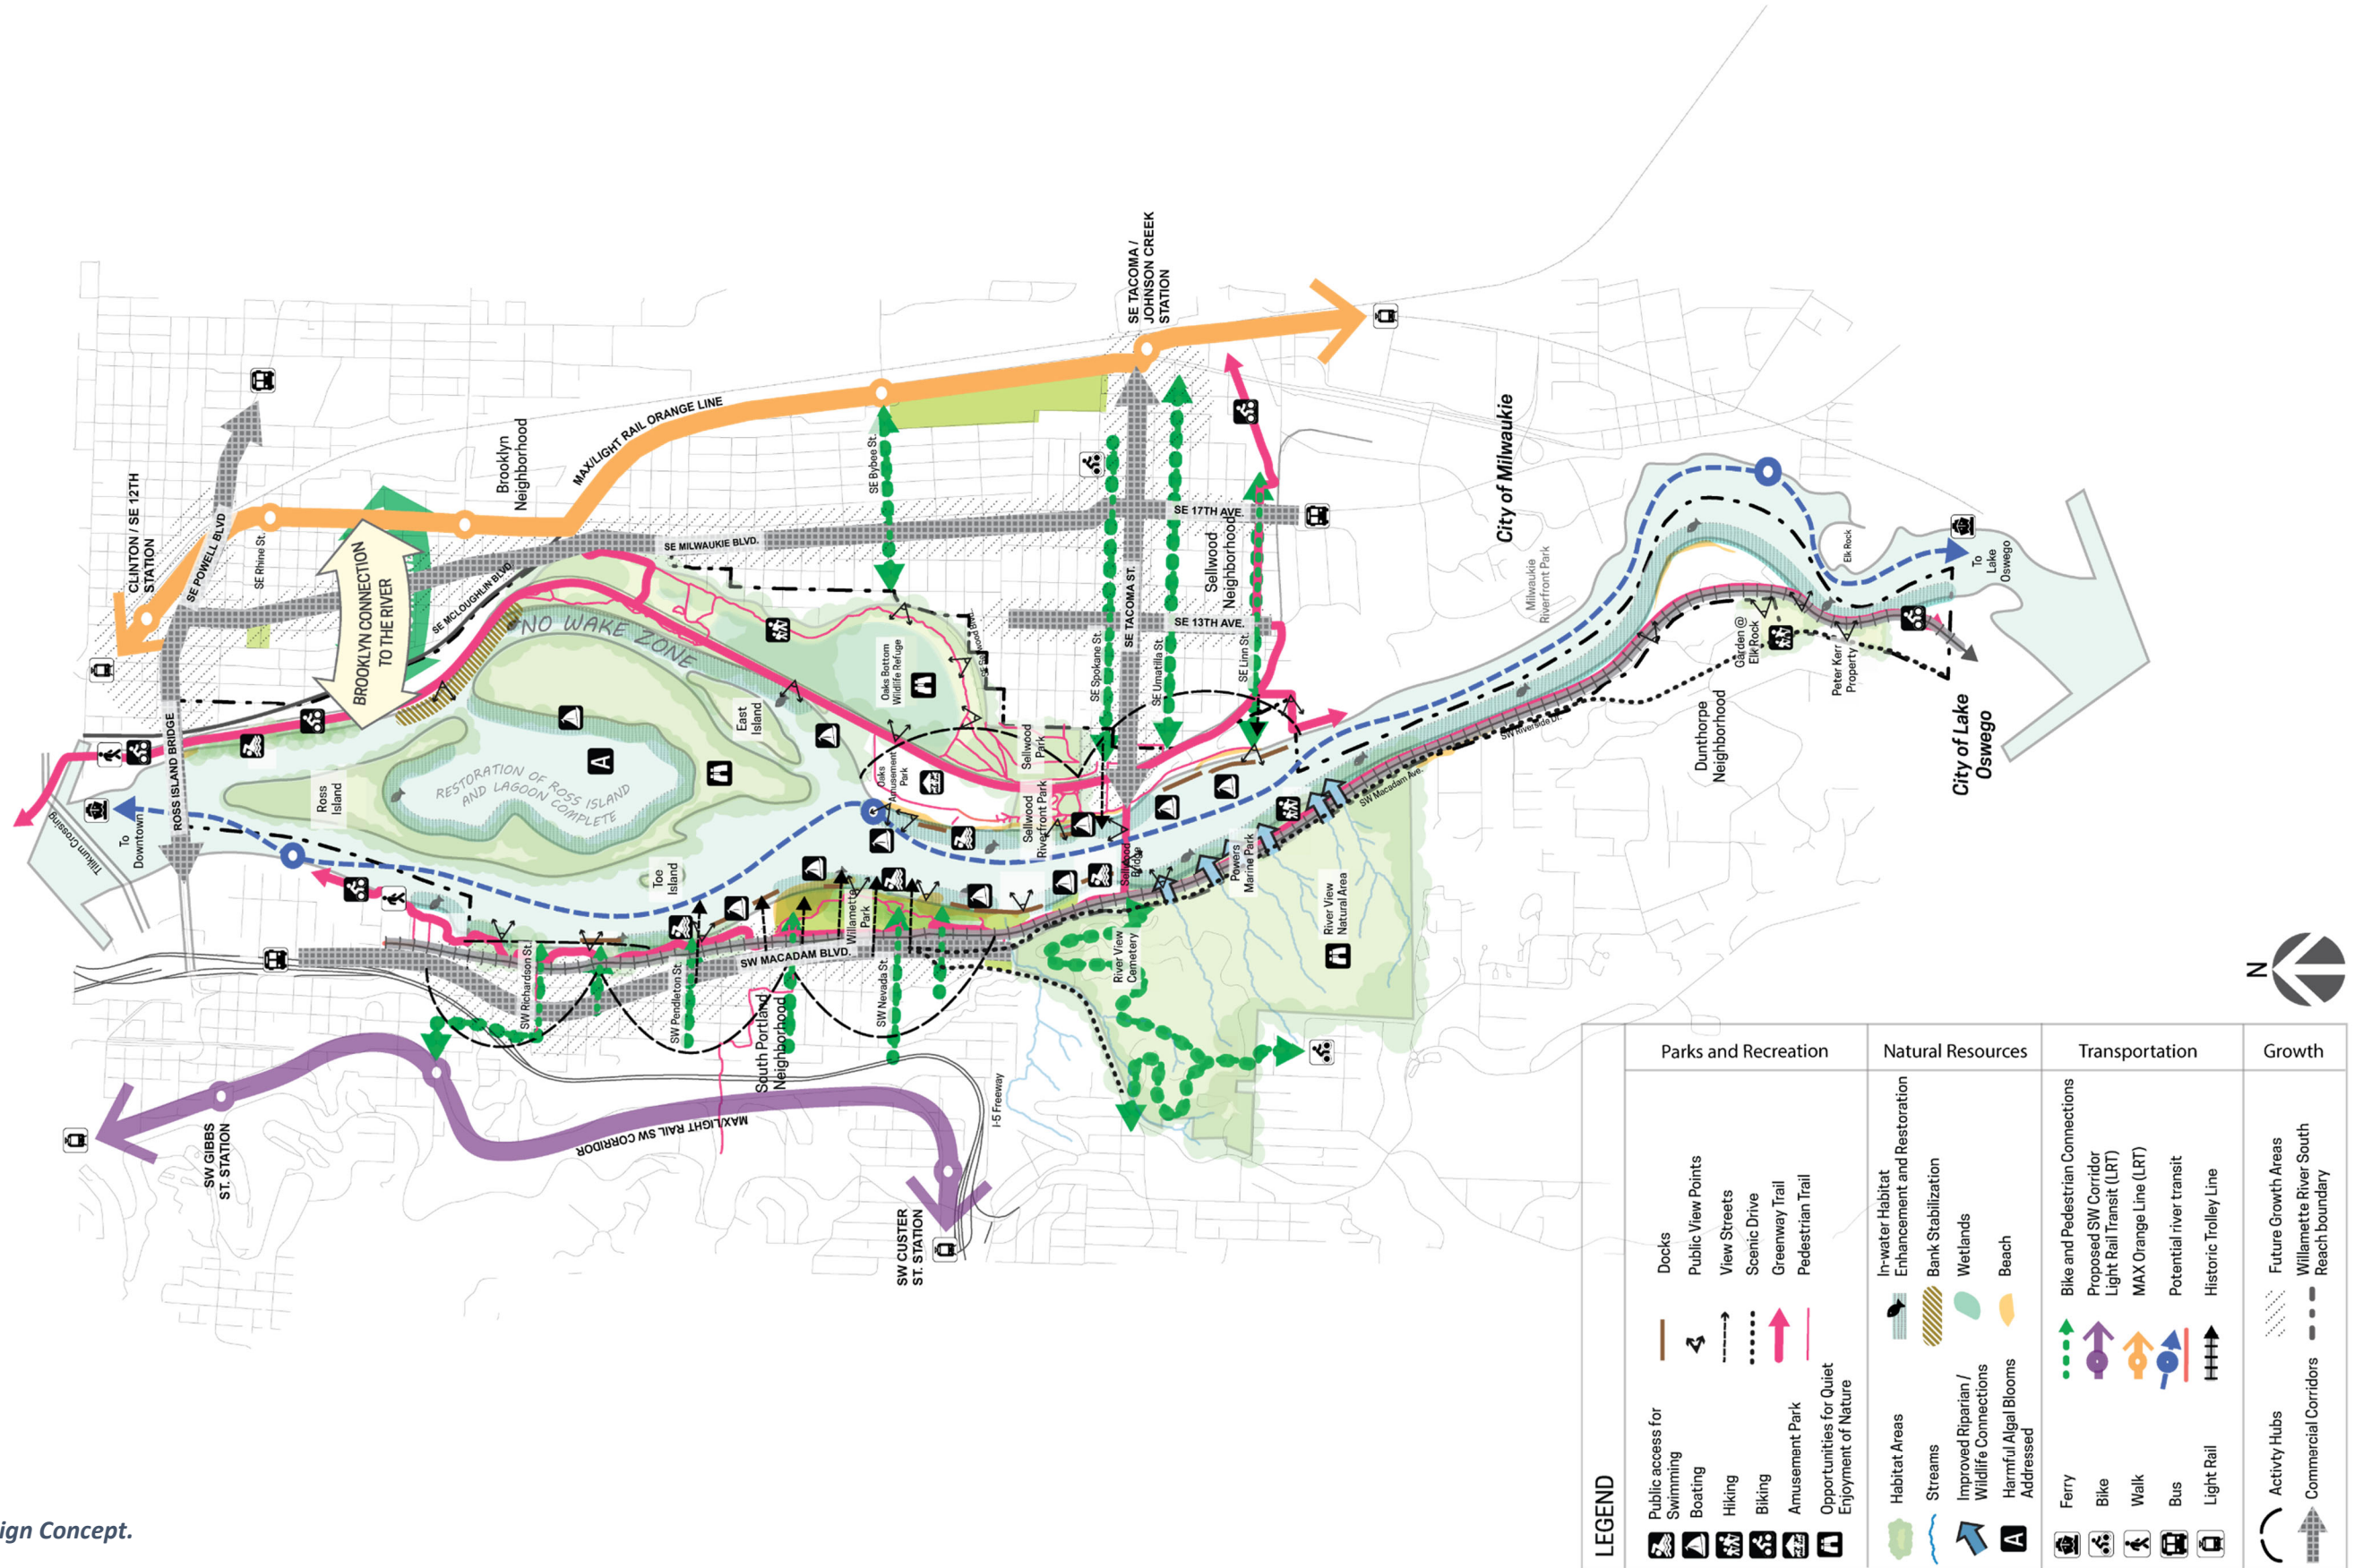 CLINTON / SE 12TH
STATION
SE POWELL BLVD
SE Rhine St.
BROOKLYN CONNECTION
TO THE RIVER
Brooklyn
Neighborhood
MAX/LIGHT RAIL ORANGE LINE
SE MCLOUGHLIN BLVD
SE MILWAUKIE BLVD.
SE Bybee St.
SE TACOMA /
JOHNSON CREEK
STATION
SE 17TH AVE.
SE 13TH AVE.
SE TACOMA ST.
SE Spokane St.
SE Umatilla St.
SE Linn St.
Sellwood
Neighborhood
City of Milwaukie
Milwaukie
Riverfront Park
Elk Rock
To
Lake
Oswego
Garden @
Elk Rock
Peter Kerr
Property
Dunthorpe
Neighborhood
City of Lake
Oswego
SW Riverside Dr.
SW Macadam Ave.
Tilikum Crossing
To
Downtown
ROSS ISLAND BRIDGE
Ross
Island
RESTORATION OF ROSS ISLAND
AND LAGOON COMPLETE
A
NO WAKE ZONE
East
Island
Toe
Island
Oaks Bottom
Wildlife Refuge
Oaks
Amusement
Park
Sellwood
Park
Sellwood
Riverfront Park
Sellwood
Bridge
Powers
Marine Park
River View
Natural Area
River View
Cemetery
Willamette
Park
SW MACADAM BLVD.
SW Richardson St.
SW Pendleton St.
SW Nevada St.
South Portland
Neighborhood
I-5 Freeway
MAX/LIGHT RAIL SW CORRIDOR
SW GIBBS
ST. STATION
SW CUSTER
ST. STATION
N
LEGEND
Parks and Recreation
Public access for
Swimming
Boating
Hiking
Biking
Amusement Park
Opportunities for Quiet
Enjoyment of Nature
Docks
Public View Points
View Streets
Scenic Drive
Greenway Trail
Pedestrian Trail
Natural Resources
Habitat Areas
Streams
Improved Riparian /
Wildlife Connections
A
Harmful Algal Blooms
Addressed
In-water Habitat
Enhancement and Restoration
Bank Stabilization
Wetlands
Beach
Transportation
Ferry
Bike
Walk
Bus
Light Rail
Bike and Pedestrian Connections
Proposed SW Corridor
Light Rail Transit (LRT)
MAX Orange Line (LRT)
Potential river transit
Historic Trolley Line
Growth
Activty Hubs
Commercial Corridors
Future Growth Areas
Willamette River South
Reach boundary
ign Concept.